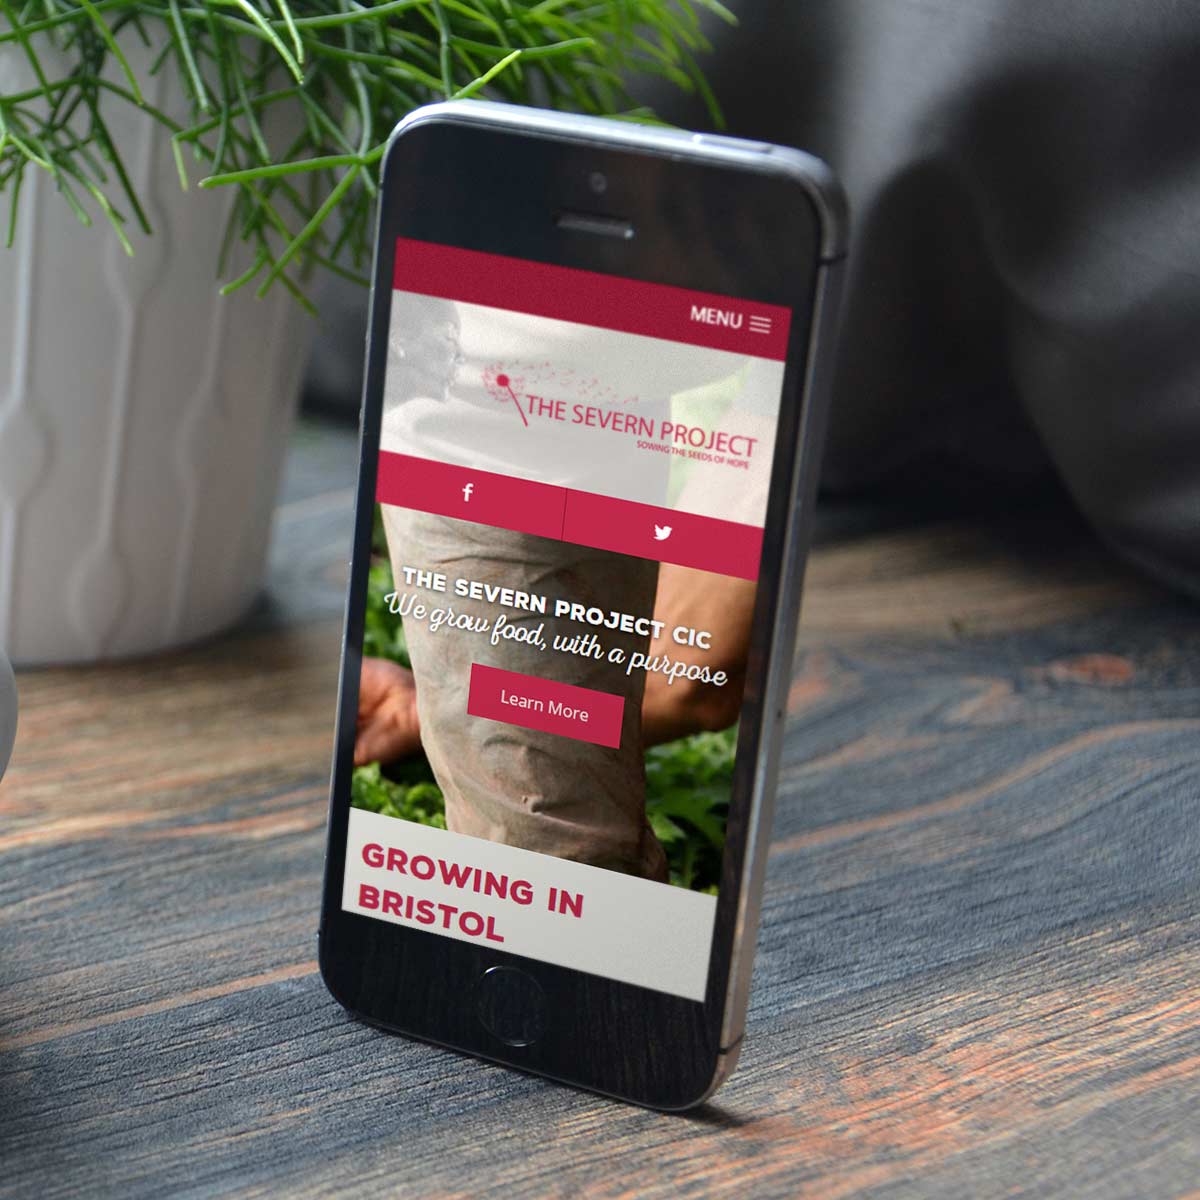 MENU
THE SEVERN PROJECT
SOWING THE SEEDS OF HOPE
THE SEVERN PROJECT CIC
We grow food, with a purpose
Learn More
GROWING IN
BRISTOL